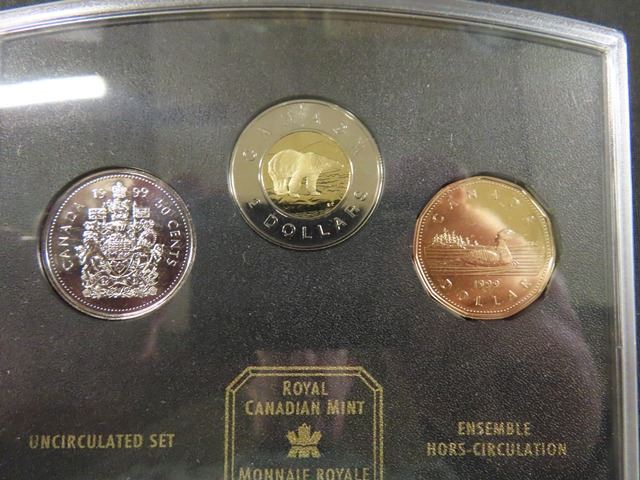 CANADA
2 DOLLARS
CANADA 1999 50 CENTS
CANADA
1999
DOLLAR
ROYAL
CANADIAN MINT
MONNAIE ROYALE
UNCIRCULATED SET
ENSEMBLE
HORS-CIRCULATION